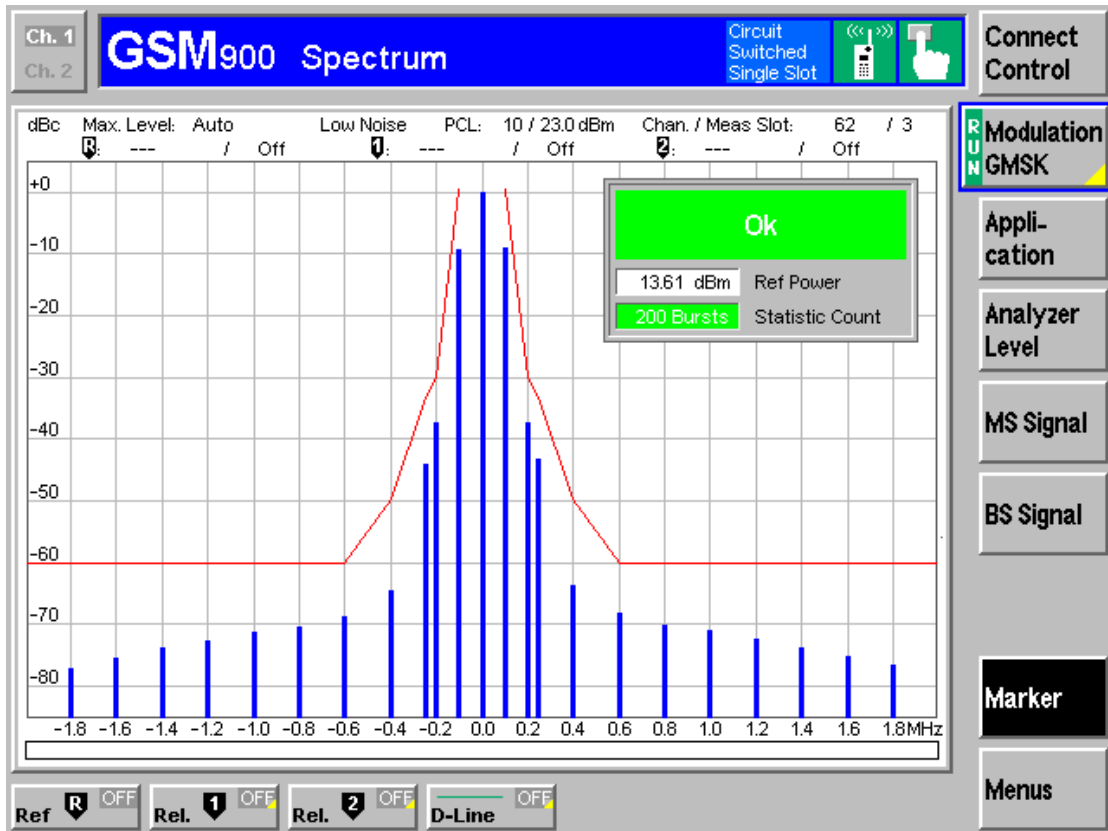 Ch. 1
Ch. 2
GSM900 Spectrum
Circuit
Switched
Single Slot
Connect
Control
dBc Max. Level: Auto Low Noise PCL: 10 / 23.0 dBm Chan. / Meas Slot: 62 / 3
R: --- / Off 1: --- / Off 2: --- / Off
RUN
Modulation
GMSK
Appli-
cation
Analyzer
Level
MS Signal
BS Signal
Marker
Menus
Ok
13.61 dBm Ref Power
200 Bursts Statistic Count
+0
-10
-20
-30
-40
-50
-60
-70
-80
-1.8 -1.6 -1.4 -1.2 -1.0 -0.8 -0.6 -0.4 -0.2 0.0 0.2 0.4 0.6 0.8 1.0 1.2 1.4 1.6 1.8MHz
Ref R OFF
Rel. 1 OFF
Rel. 2 OFF
D-Line OFF